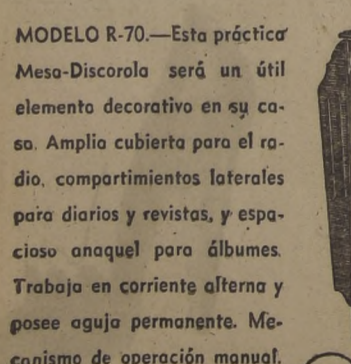 MODELO R-70.—Esta práctica
Mesa-Discorola será un útil
elemento decorativo en su ca-
sa. Amplia cubierta para el ra-
dio, compartimientos laterales
para diarios y revistas, y espa-
cioso anaquel para álbumes.
Trabaja en corriente alterna y
posee aguja permanente. Me-
canismo de operación manual.